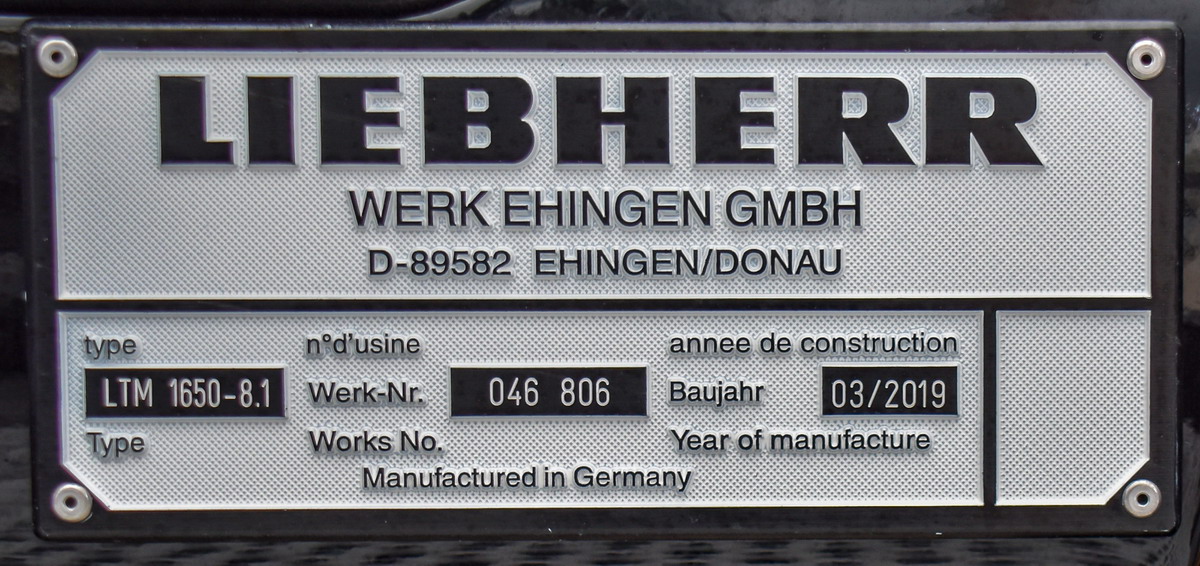 LIEBHERR
WERK EHINGEN GMBH
D-89582 EHINGEN/DONAU
type n°d'usine annee de construction
LTM 1650-8.1 Werk-Nr. 046 806 Baujahr 03/2019
Type Works No. Year of manufacture
Manufactured in Germany